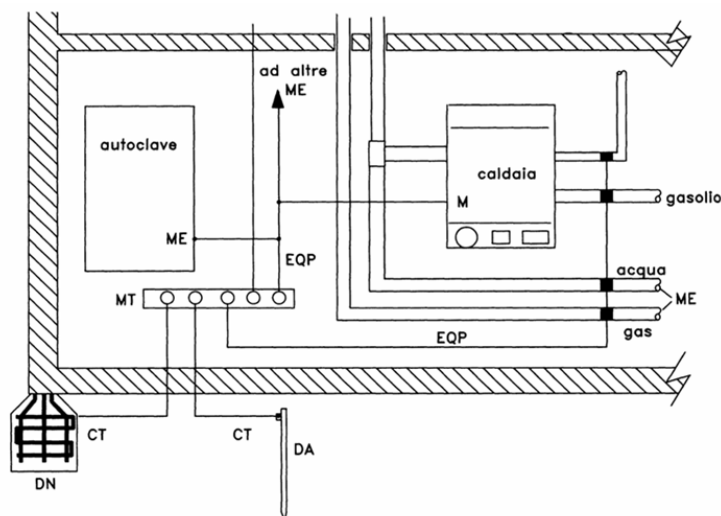 ad altre
ME
autoclave
caldaia
M
gasolio
ME
EQP
acqua
MT
ME
gas
EQP
CT
CT
DA
DN